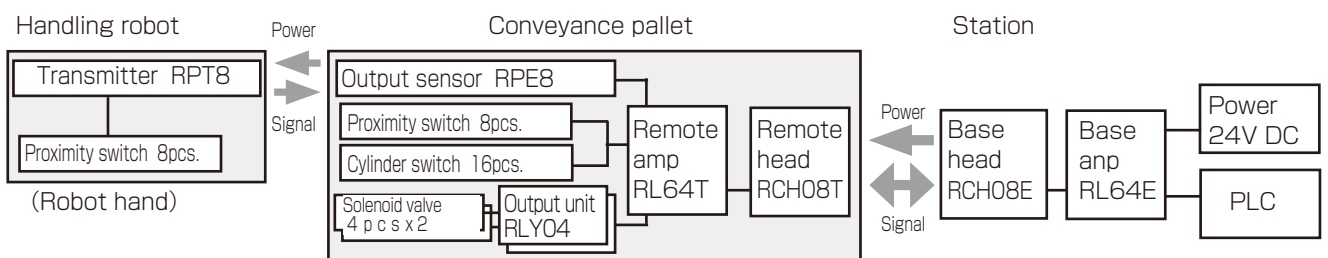 Handling robot
Power
Signal
Transmitter RPT8
Proximity switch 8pcs.
(Robot hand)
Conveyance pallet
Output sensor RPE8
Proximity switch 8pcs.
Cylinder switch 16pcs.
Solenoid valve
4 p c s x 2
Output unit
RLY04
Remote
amp
RL64T
Remote
head
RCH08T
Station
Power
Signal
Base
head
RCH08E
Base
anp
RL64E
Power
24V DC
PLC